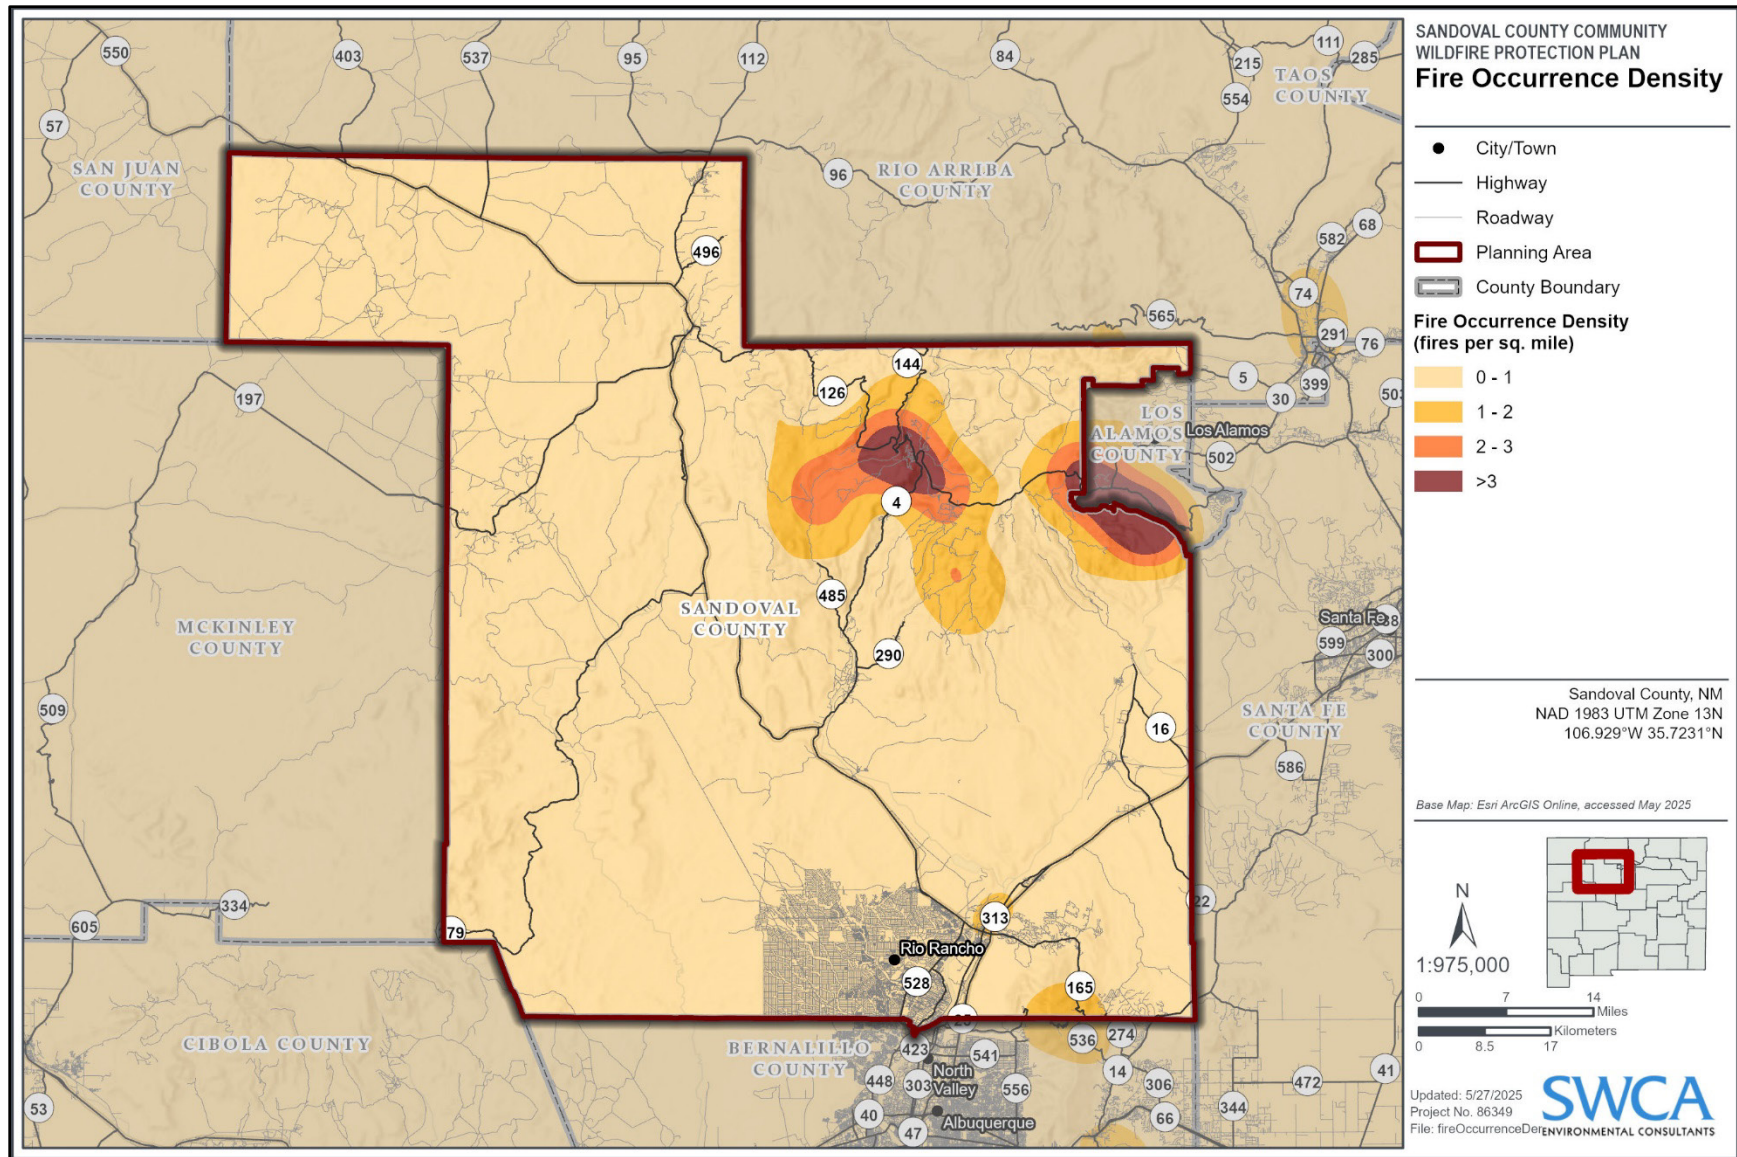 SANDOVAL COUNTY COMMUNITY
WILDFIRE PROTECTION PLAN
Fire Occurrence Density
City/Town
Highway
Roadway
Planning Area
County Boundary
Fire Occurrence Density
(fires per sq. mile)
0 - 1
1 - 2
2 - 3
>3
Sandoval County, NM
NAD 1983 UTM Zone 13N
106.929°W 35.7231°N
Base Map: Esri ArcGIS Online, accessed May 2025
N
1:975,000
0 7 14
Miles
Kilometers
0 8.5 17
Updated: 5/27/2025
Project No. 86349
File: fireOccurrenceDen
SWCA
ENVIRONMENTAL CONSULTANTS
550
403
537
95
112
84
215
111
285
554
TAOS
COUNTY
57
SAN JUAN
COUNTY
96
RIO ARRIBA
COUNTY
68
582
496
74
565
291
76
144
126
5
399
30
503
197
LOS
ALAMOS
COUNTY
Los Alamos
502
4
485
SANDOVAL
COUNTY
MCKINLEY
COUNTY
290
Santa Fe
599
300
509
SANTA FE
COUNTY
16
586
334
605
79
22
313
Rio Rancho
528
165
25
CIBOLA COUNTY
BERNALILLO
COUNTY
423
541
536
274
North
Valley
448
303
556
14
306
472
41
53
40
47
Albuquerque
66
344